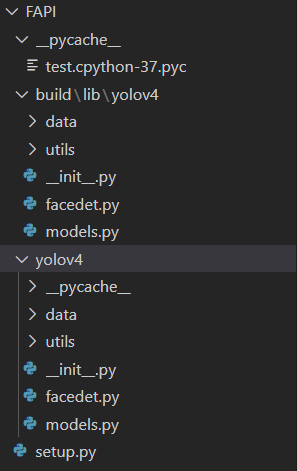 FAPI
__pycache__
test.cpython-37.pyc
build\lib\yolov4
data
utils
__init__.py
facedet.py
models.py
yolov4
__pycache__
data
utils
__init__.py
facedet.py
models.py
setup.py